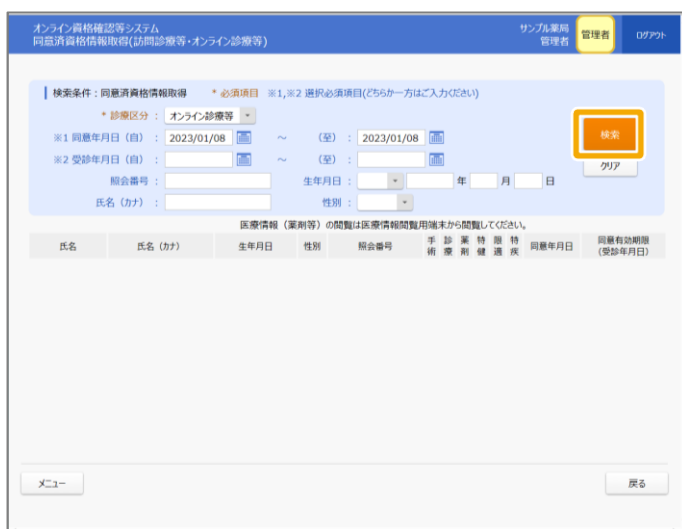 オンライン資格確認等システム
同意済資格情報取得(訪問診療等・オンライン診療等)
サンプル薬局
管理者
管理者
ログアウト
検索条件：同意済資格情報取得 * 必須項目 ※1,※2 選択必須項目(どちらか一方はご入力ください)
* 診療区分 : オンライン診療等
※1 同意年月日（自） : 2023/01/08 ～ （至） : 2023/01/08
検索
※2 受診年月日（自） : ～ （至） :
クリア
照会番号 : 生年月日 : 年 月 日
氏名（カナ） : 性別 :
医療情報（薬剤等）の閲覧は医療情報閲覧用端末から閲覧してください。
氏名 氏名（カナ） 生年月日 性別 照会番号 手術 診療 薬剤 特健 限適 特疾 同意年月日 同意有効期限
(受診年月日)
メニュー
戻る